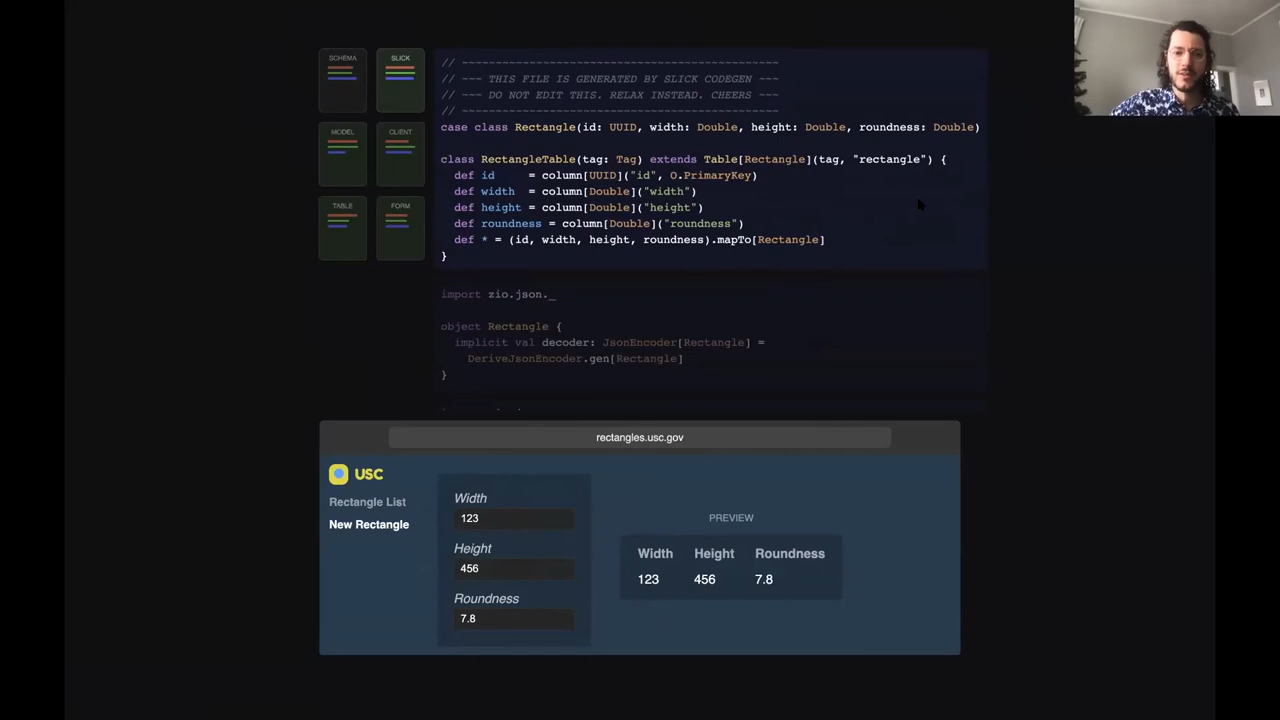 SCHEMA
SLICK
MODEL
CLIENT
TABLE
FORM
// ~~~~~~~~~~~~~~~~~~~~~~~~~~~~~~~~~~~~~~~~~~~~~~~~
// ~~~ THIS FILE IS GENERATED BY SLICK CODEGEN ~~~
// ~~~ DO NOT EDIT THIS. RELAX INSTEAD. CHEERS ~~~
// ~~~~~~~~~~~~~~~~~~~~~~~~~~~~~~~~~~~~~~~~~~~~~~~~
case class Rectangle(id: UUID, width: Double, height: Double, roundness: Double)
class RectangleTable(tag: Tag) extends Table[Rectangle](tag, "rectangle") {
def id = column[UUID]("id", O.PrimaryKey)
def width = column[Double]("width")
def height = column[Double]("height")
def roundness = column[Double]("roundness")
def * = (id, width, height, roundness).mapTo[Rectangle]
}
import zio.json._
object Rectangle {
implicit val decoder: JsonEncoder[Rectangle] =
DeriveJsonEncoder.gen[Rectangle]
}
rectangles.usc.gov
USC
Rectangle List
New Rectangle
Width
123
Height
456
Roundness
7.8
PREVIEW
Width Height Roundness
123 456 7.8